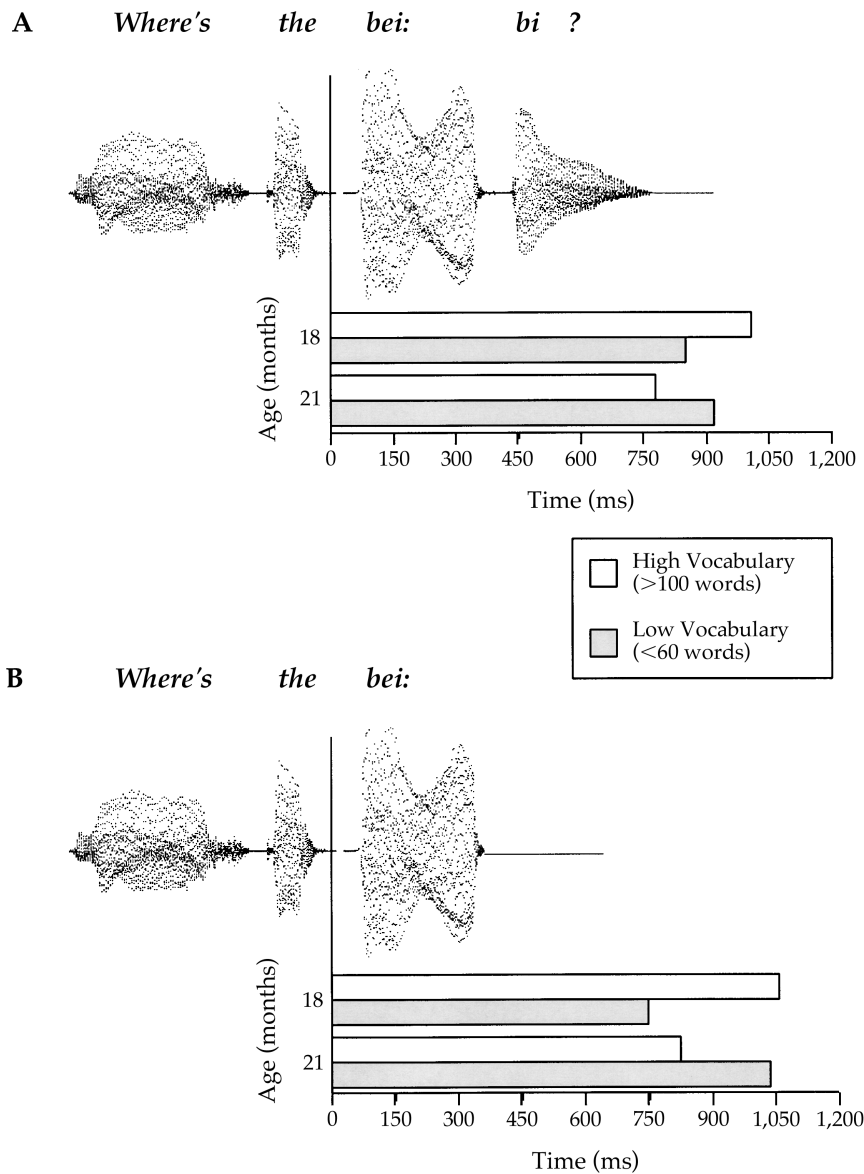 A Where's the bei: bi ?
Age (months)
18
21
0 150 300 450 600 750 900 1,050 1,200
Time (ms)
High Vocabulary
(>100 words)
Low Vocabulary
(<60 words)
B Where's the bei:
Age (months)
18
21
0 150 300 450 600 750 900 1,050 1,200
Time (ms)